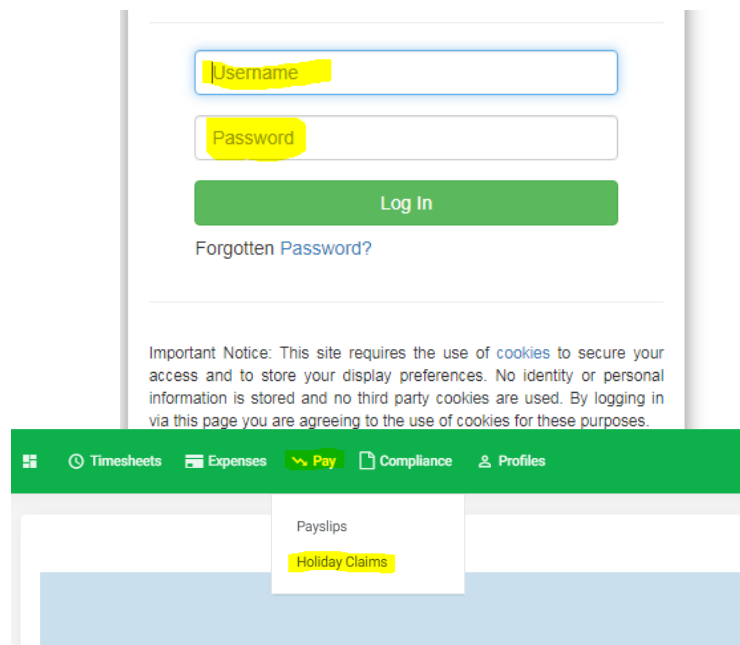 Username
Password
Log In
Forgotten Password?
Important Notice: This site requires the use of cookies to secure your
access and to store your display preferences. No identity or personal
information is stored and no third party cookies are used. By logging in
via this page you are agreeing to the use of cookies for these purposes.
Timesheets Expenses Pay Compliance Profiles
Payslips
Holiday Claims